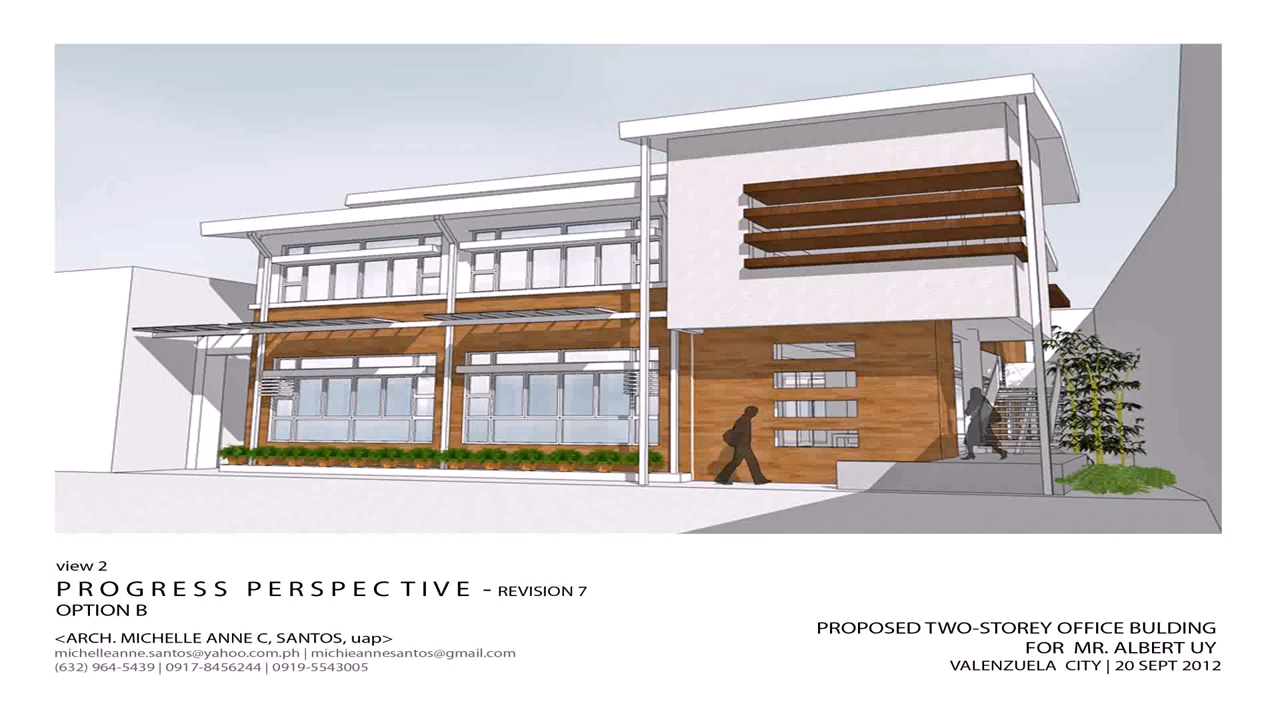 view 2
PROGRESS PERSPECTIVE - REVISION 7
OPTION B
<ARCH. MICHELLE ANNE C, SANTOS, uap>
michelleanne.santos@yahoo.com.ph | michieannesantos@gmail.com
(632) 964-5439 | 0917-8456244 | 0919-5543005
PROPOSED TWO-STOREY OFFICE BULDING
FOR MR. ALBERT UY
VALENZUELA CITY | 20 SEPT 2012